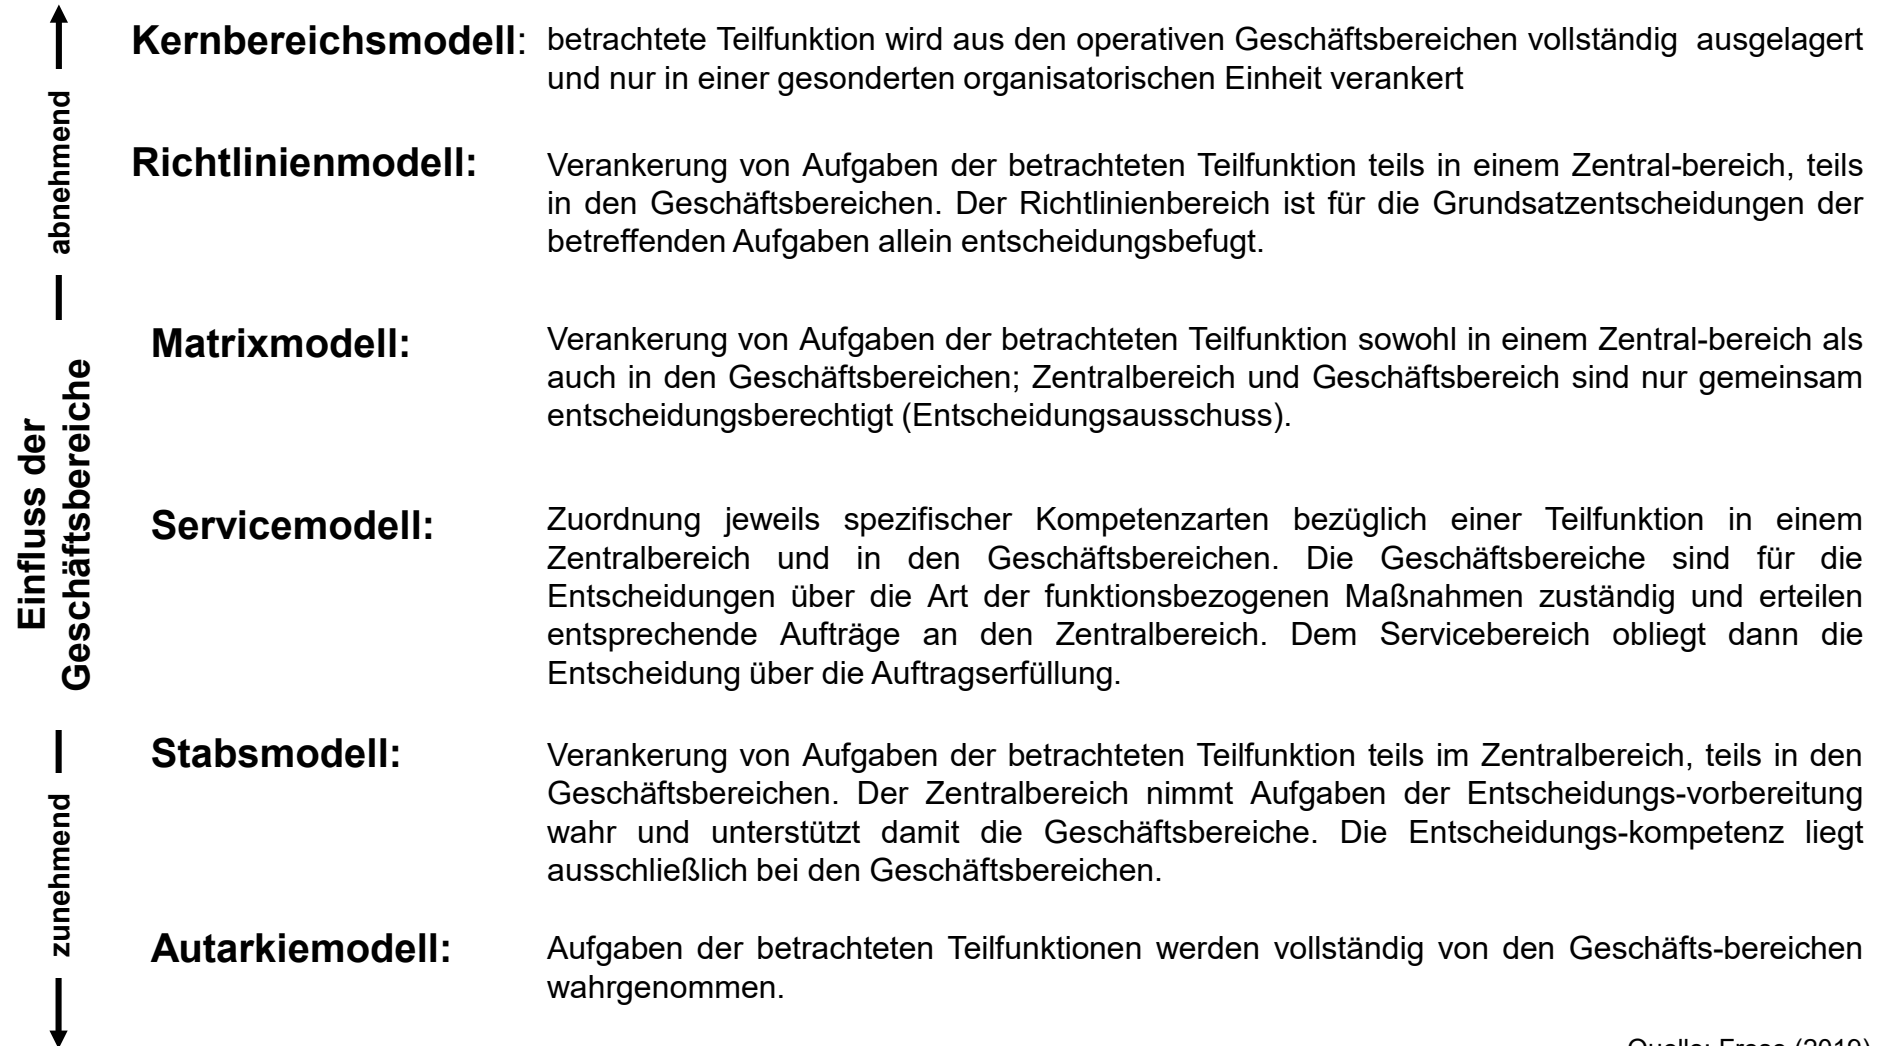 Kernbereichsmodell: betrachtete Teilfunktion wird aus den operativen Geschäftsbereichen vollständig ausgelagert
und nur in einer gesonderten organisatorischen Einheit verankert
Richtlinienmodell: Verankerung von Aufgaben der betrachteten Teilfunktion teils in einem Zentral-bereich, teils
in den Geschäftsbereichen. Der Richtlinienbereich ist für die Grundsatzentscheidungen der
betreffenden Aufgaben allein entscheidungsbefugt.
Matrixmodell: Verankerung von Aufgaben der betrachteten Teilfunktion sowohl in einem Zentral-bereich als
auch in den Geschäftsbereichen; Zentralbereich und Geschäftsbereich sind nur gemeinsam
entscheidungsberechtigt (Entscheidungsausschuss).
Servicemodell: Zuordnung jeweils spezifischer Kompetenzarten bezüglich einer Teilfunktion in einem
Zentralbereich und in den Geschäftsbereichen. Die Geschäftsbereiche sind für die
Entscheidungen über die Art der funktionsbezogenen Maßnahmen zuständig und erteilen
entsprechende Aufträge an den Zentralbereich. Dem Servicebereich obliegt dann die
Entscheidung über die Auftragserfüllung.
Stabsmodell: Verankerung von Aufgaben der betrachteten Teilfunktion teils im Zentralbereich, teils in den
Geschäftsbereichen. Der Zentralbereich nimmt Aufgaben der Entscheidungs-vorbereitung
wahr und unterstützt damit die Geschäftsbereiche. Die Entscheidungs-kompetenz liegt
ausschließlich bei den Geschäftsbereichen.
Autarkiemodell: Aufgaben der betrachteten Teilfunktionen werden vollständig von den Geschäfts-bereichen
wahrgenommen.
abnehmend
Einfluss der
Geschäftsbereiche
zunehmend
Quelle: Frese (2019)